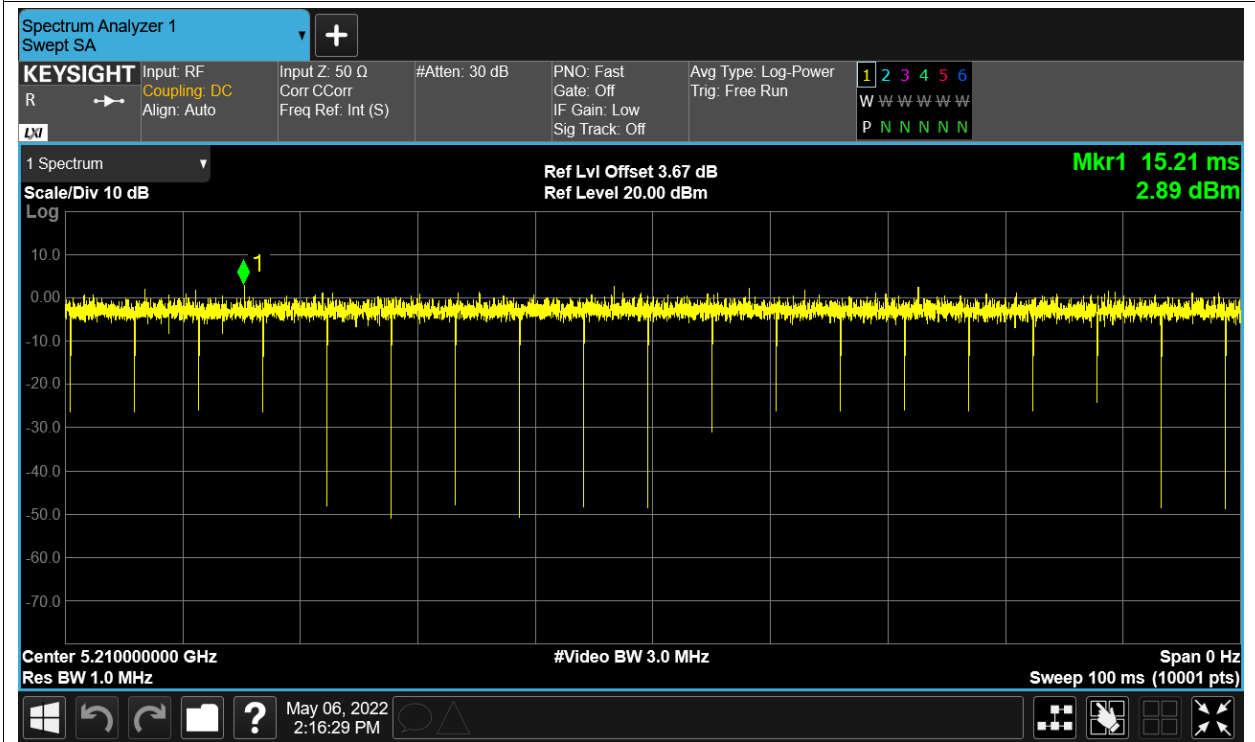 Spectrum Analyzer 1
Swept SA
+
KEYSIGHT
R
LXI
Input: RF
Coupling: DC
Align: Auto
Input Z: 50 Ω
Corr CCorr
Freq Ref: Int (S)
#Atten: 30 dB
PNO: Fast
Gate: Off
IF Gain: Low
Sig Track: Off
Avg Type: Log-Power
Trig: Free Run
1 2 3 4 5 6
W W W W W W
P N N N N N
1 Spectrum
Scale/Div 10 dB
Log
Ref Lvl Offset 3.67 dB
Ref Level 20.00 dBm
Mkr1 15.21 ms
2.89 dBm
1
10.0
0.00
-10.0
-20.0
-30.0
-40.0
-50.0
-60.0
-70.0
Center 5.210000000 GHz
Res BW 1.0 MHz
#Video BW 3.0 MHz
Span 0 Hz
Sweep 100 ms (10001 pts)
?
May 06, 2022
2:16:29 PM